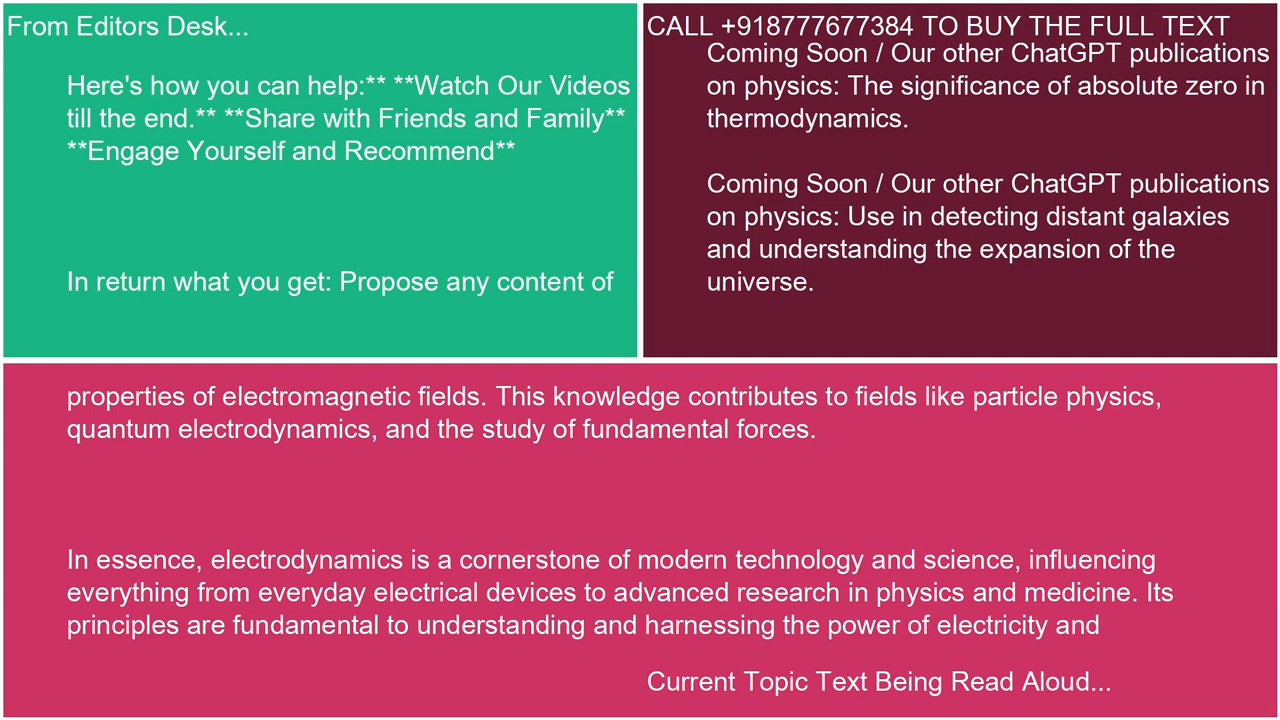 From Editors Desk...
Here's how you can help:** **Watch Our Videos
till the end.** **Share with Friends and Family**
**Engage Yourself and Recommend**
In return what you get: Propose any content of
CALL +918777677384 TO BUY THE FULL TEXT
Coming Soon / Our other ChatGPT publications
on physics: The significance of absolute zero in
thermodynamics.
Coming Soon / Our other ChatGPT publications
on physics: Use in detecting distant galaxies
and understanding the expansion of the
universe.
properties of electromagnetic fields. This knowledge contributes to fields like particle physics,
quantum electrodynamics, and the study of fundamental forces.
In essence, electrodynamics is a cornerstone of modern technology and science, influencing
everything from everyday electrical devices to advanced research in physics and medicine. Its
principles are fundamental to understanding and harnessing the power of electricity and
Current Topic Text Being Read Aloud...